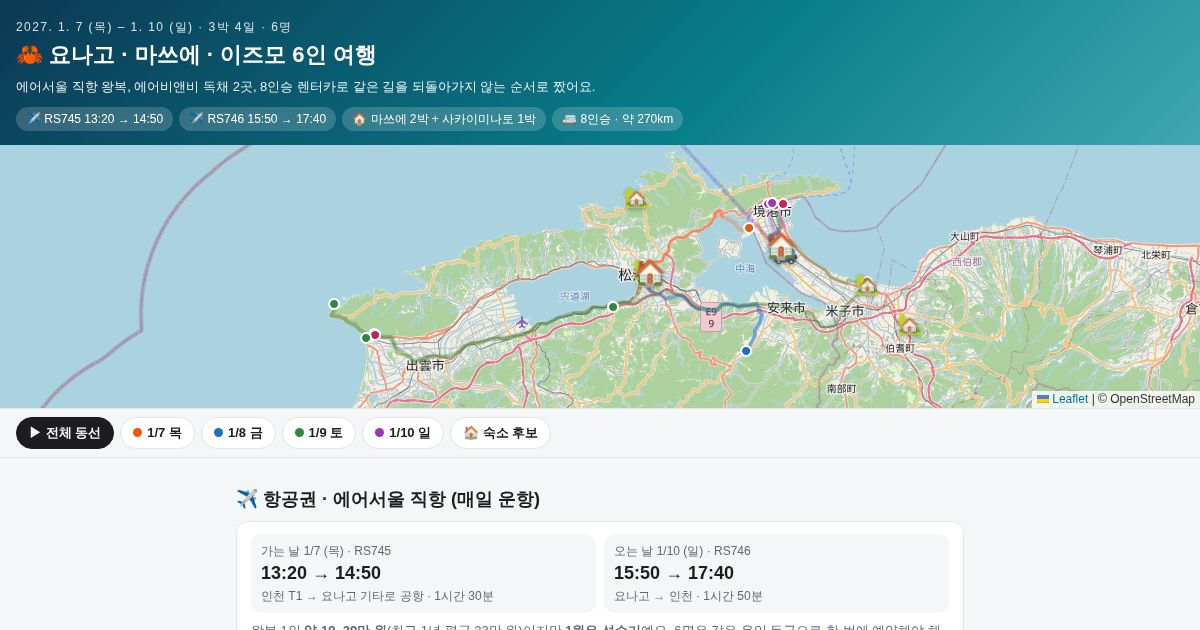 2027. 1. 7 (목) – 1. 10 (일) · 3박 4일 · 6명
🦀 요나고 · 마쓰에 · 이즈모 6인 여행
에어서울 직항 왕복, 에어비앤비 독채 2곳, 8인승 렌터카로 같은 길을 되돌아가지 않는 순서로 짰어요.
✈️ RS745 13:20 → 14:50
✈️ RS746 15:50 → 17:40
🏠 마쓰에 2박 + 사카이미나토 1박
🚐 8인승 · 약 270km
境港市
大山町
琴浦町
北栄町
西伯郡
中海
宍道湖
安来市
米子市
E9
9
伯耆町
出雲市
南部町
Leaflet | © OpenStreetMap
▶ 전체 동선
1/7 목
1/8 금
1/9 토
1/10 일
🏠 숙소 후보
✈️ 항공권 · 에어서울 직항 (매일 운항)
가는 날 1/7 (목) · RS745
13:20 → 14:50
인천 T1 → 요나고 기타로 공항 · 1시간 30분
오는 날 1/10 (일) · RS746
15:50 → 17:40
요나고 → 인천 · 1시간 50분